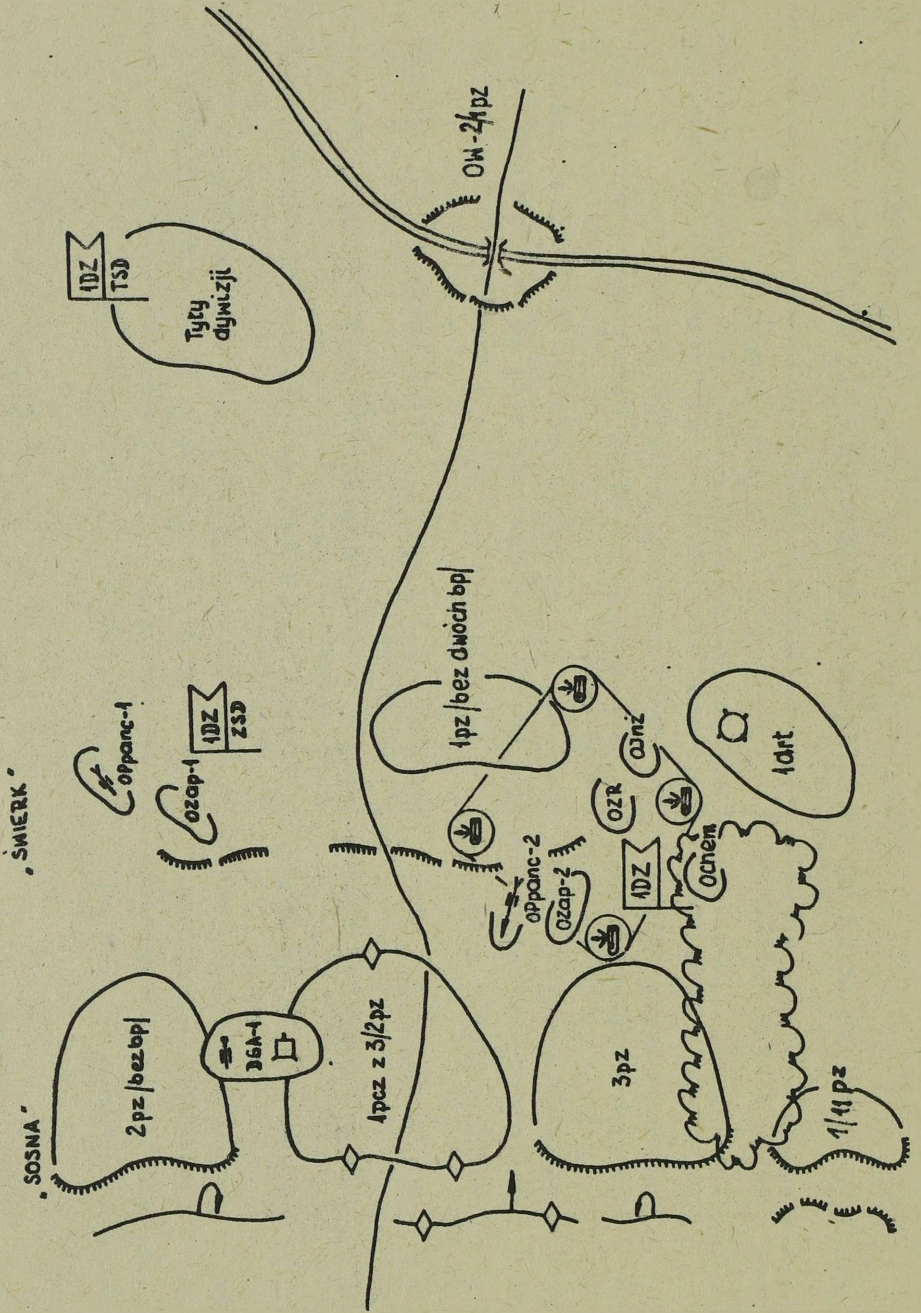 „SOSNA"
„ŚWIERK"
2pz /bez bp/
DGA-1
1pcz z 3/2pz
3pz
1/11pz
OPpanc-1
OZap-1
1DZ
ZSD
OPpanc-2
OZap-2
1DZ
OZR
OInż
OChem
1pz /bez dwóch bp/
1art
1DZ
TSD
Tyły
dywizji
OW-2/1pz